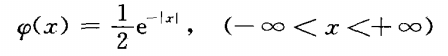 φ(x) = 1/2 e^{-|x|}, (-∞ < x < +∞)